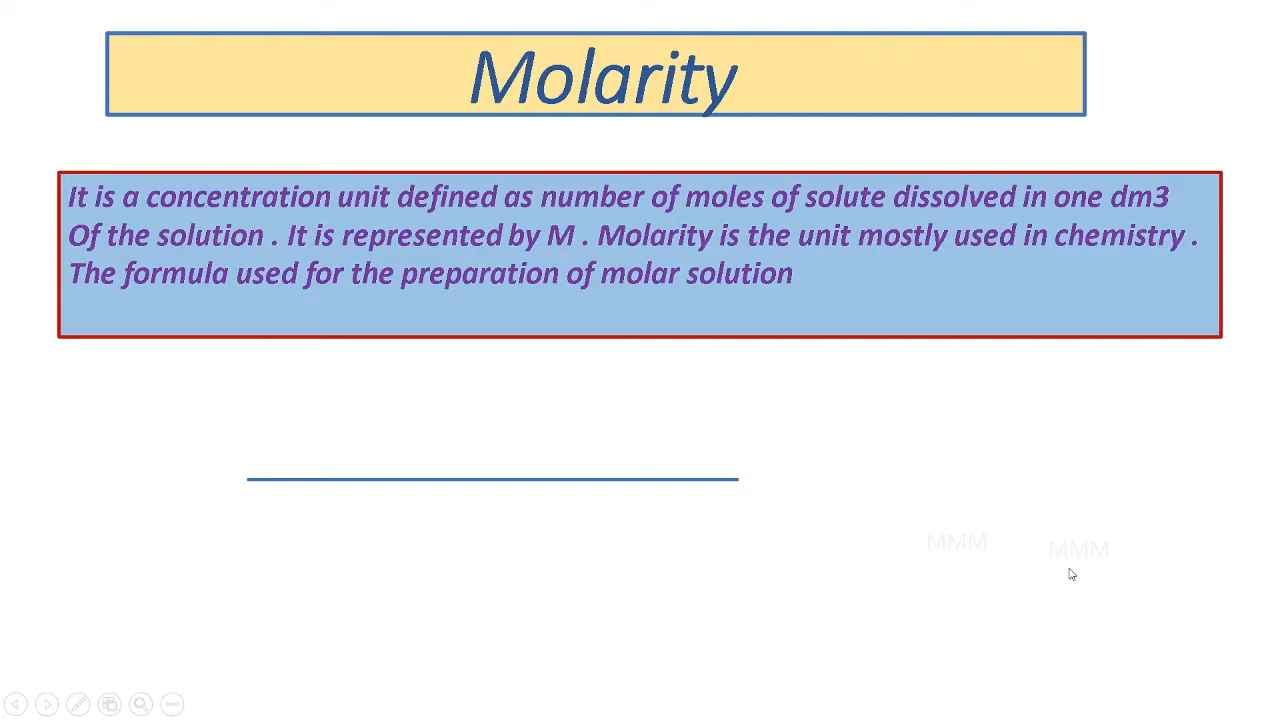 Molarity
It is a concentration unit defined as number of moles of solute dissolved in one dm3
Of the solution . It is represented by M . Molarity is the unit mostly used in chemistry .
The formula used for the preparation of molar solution
MMM
MMM